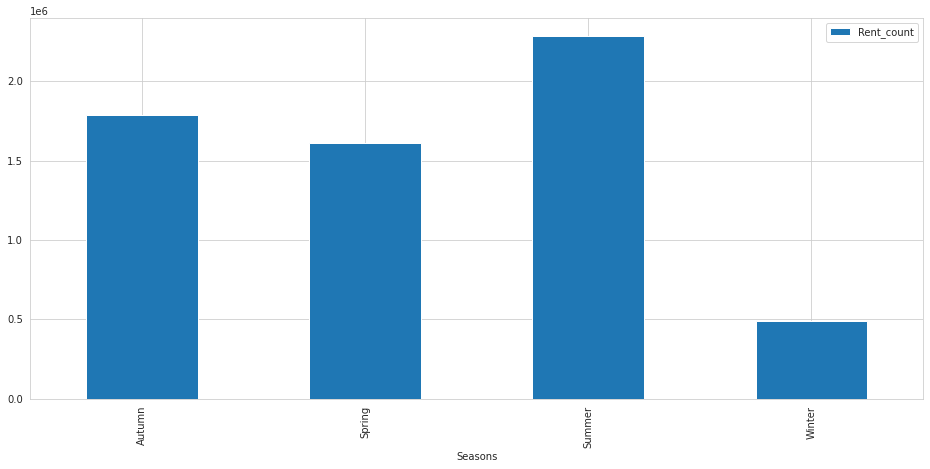 1e6
Rent_count
2.0
1.5
1.0
0.5
0.0
Autumn
Spring
Summer
Winter
Seasons